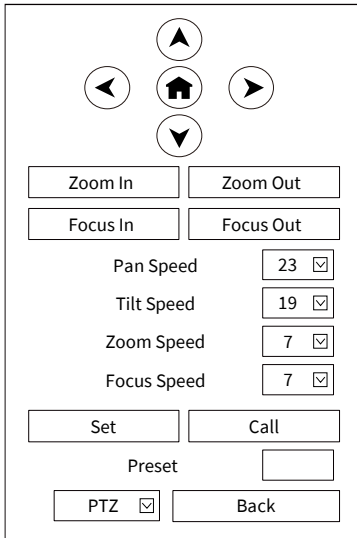 Zoom In Zoom Out
Focus In Focus Out
Pan Speed 23
Tilt Speed 19
Zoom Speed 7
Focus Speed 7
Set Call
Preset
PTZ Back